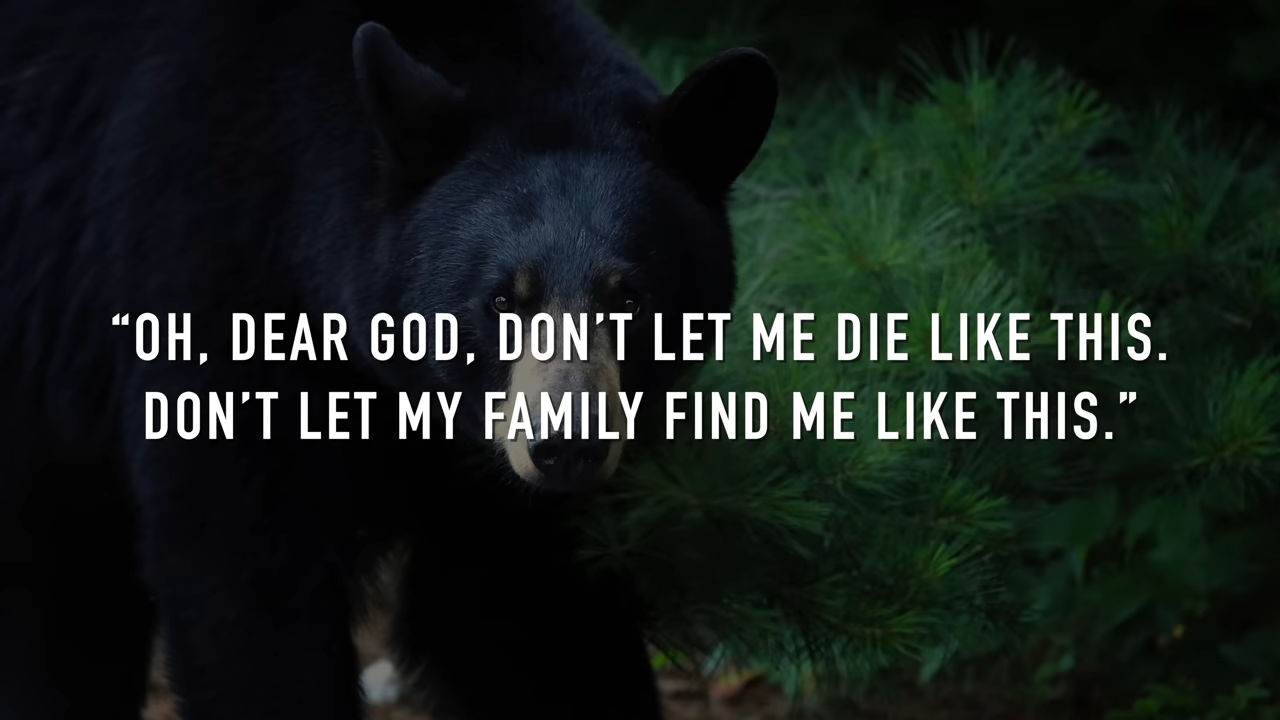 “OH, DEAR GOD, DON’T LET ME DIE LIKE THIS.
DON’T LET MY FAMILY FIND ME LIKE THIS.”